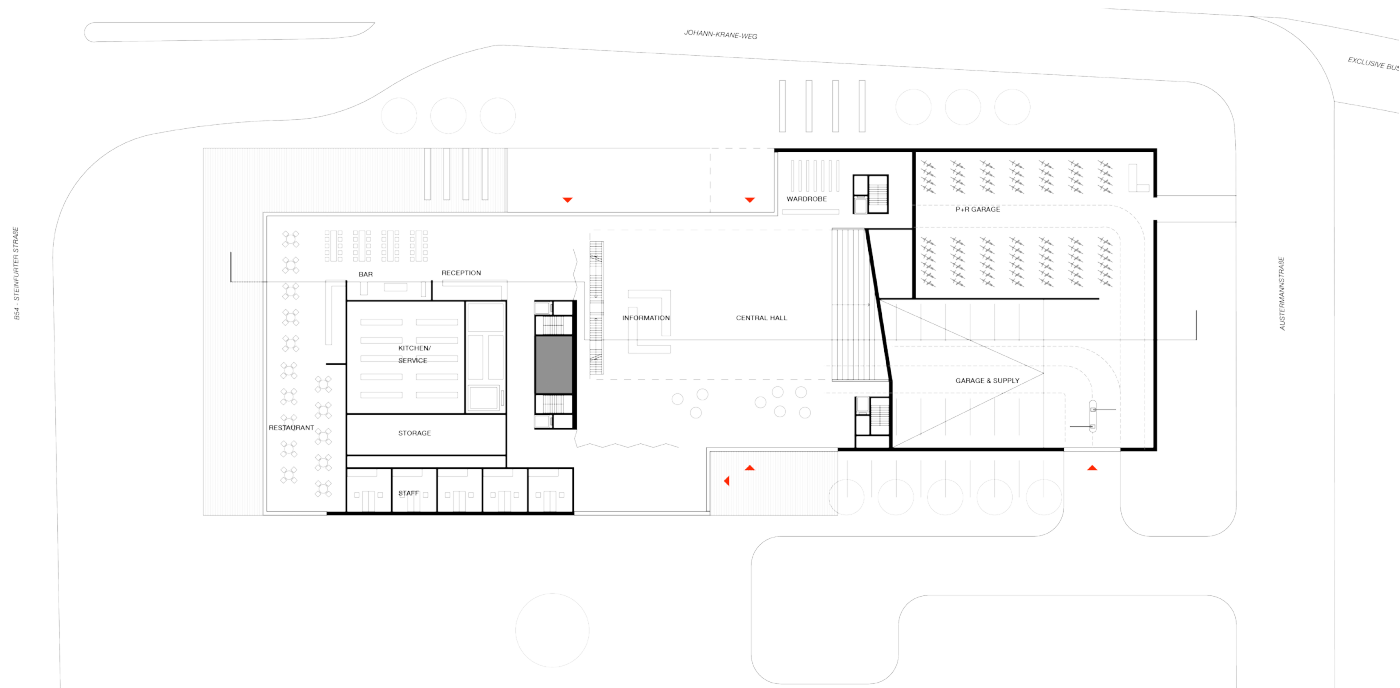 JOHANN-KRANE-WEG
EXCLUSIVE BUS
WARDROBE
P+R GARAGE
B54 - STEINFURTER STRAßE
AUSTERMANNSTRAßE
BAR
RECEPTION
INFORMATION
CENTRAL HALL
KITCHEN/
SERVICE
GARAGE & SUPPLY
RESTAURANT
STORAGE
STAFF